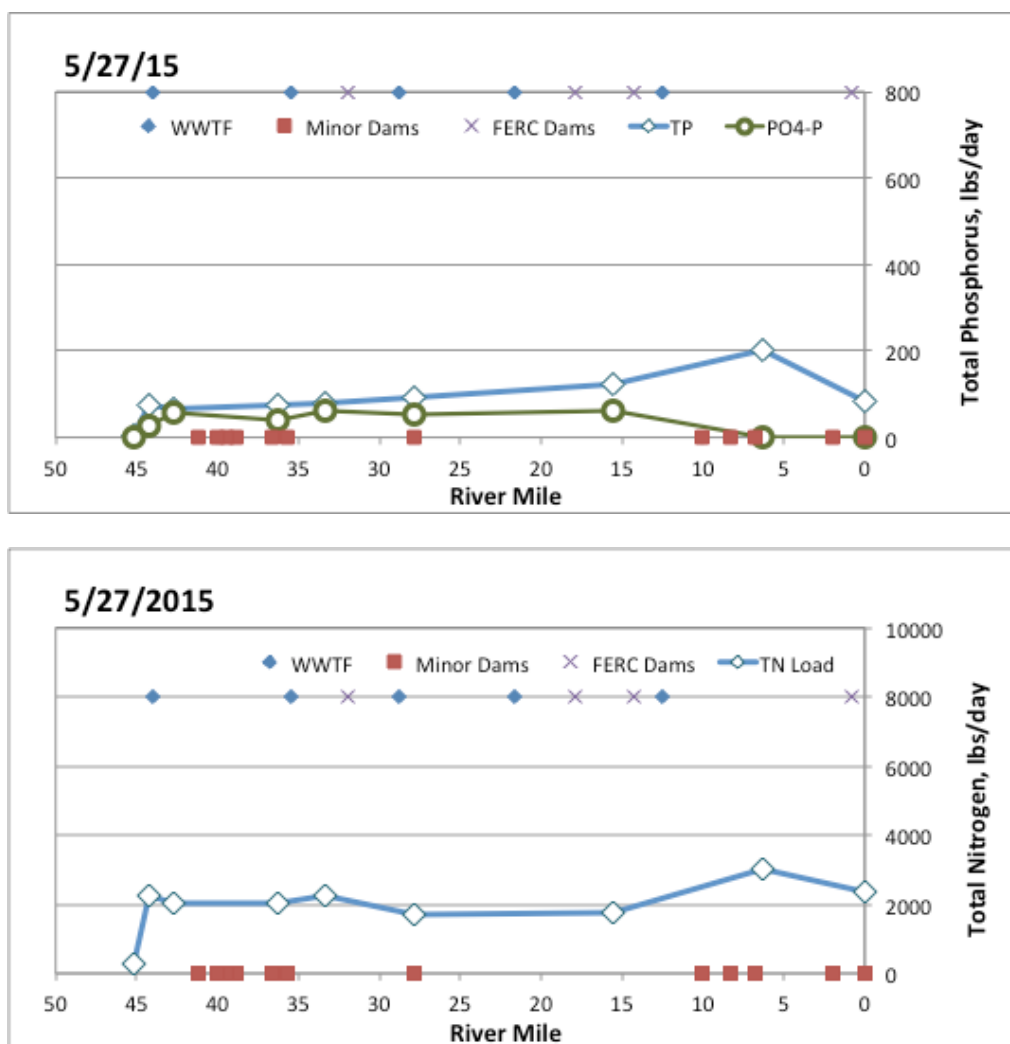 5/27/15
WWTF Minor Dams FERC Dams TP PO4-P
800
600
400
200
0
Total Phosphorus, lbs/day
50 45 40 35 30 25 20 15 10 5 0
River Mile
5/27/2015
WWTF Minor Dams FERC Dams TN Load
10000
8000
6000
4000
2000
0
Total Nitrogen, lbs/day
50 45 40 35 30 25 20 15 10 5 0
River Mile